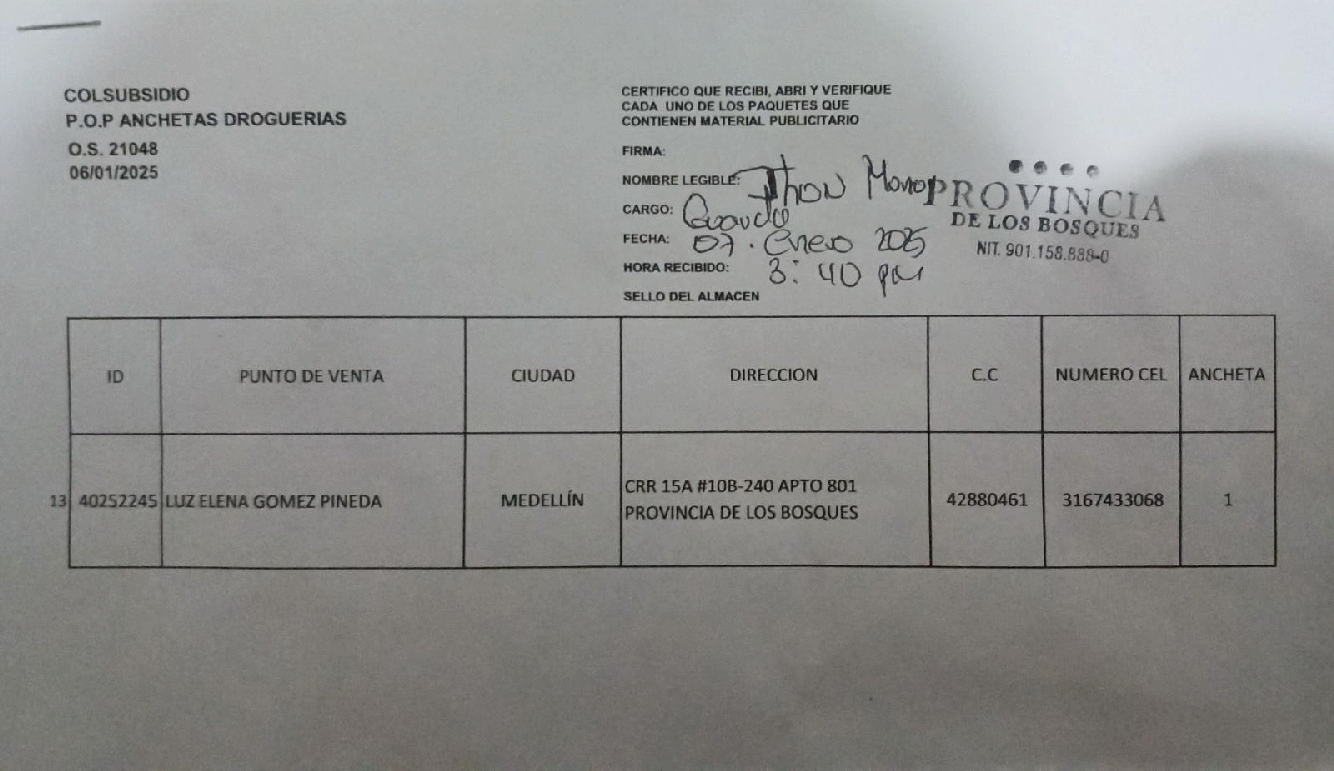 COLSUBSIDIO
P.O.P ANCHETAS DROGUERIAS
O.S. 21048
06/01/2025
CERTIFICO QUE RECIBI, ABRI Y VERIFIQUE
CADA UNO DE LOS PAQUETES QUE
CONTIENEN MATERIAL PUBLICITARIO
FIRMA:
NOMBRE LEGIBLE: Jhon
CARGO:
FECHA: 07. Enero 2025
HORA RECIBIDO: 3:40 pm
SELLO DEL ALMACEN
PROVINCIA
DE LOS BOSQUES
NIT. 901.158.888-0
ID PUNTO DE VENTA CIUDAD DIRECCION C.C NUMERO CEL ANCHETA
13 40252245 LUZ ELENA GOMEZ PINEDA MEDELLÍN CRR 15A #10B-240 APTO 801
PROVINCIA DE LOS BOSQUES 42880461 3167433068 1